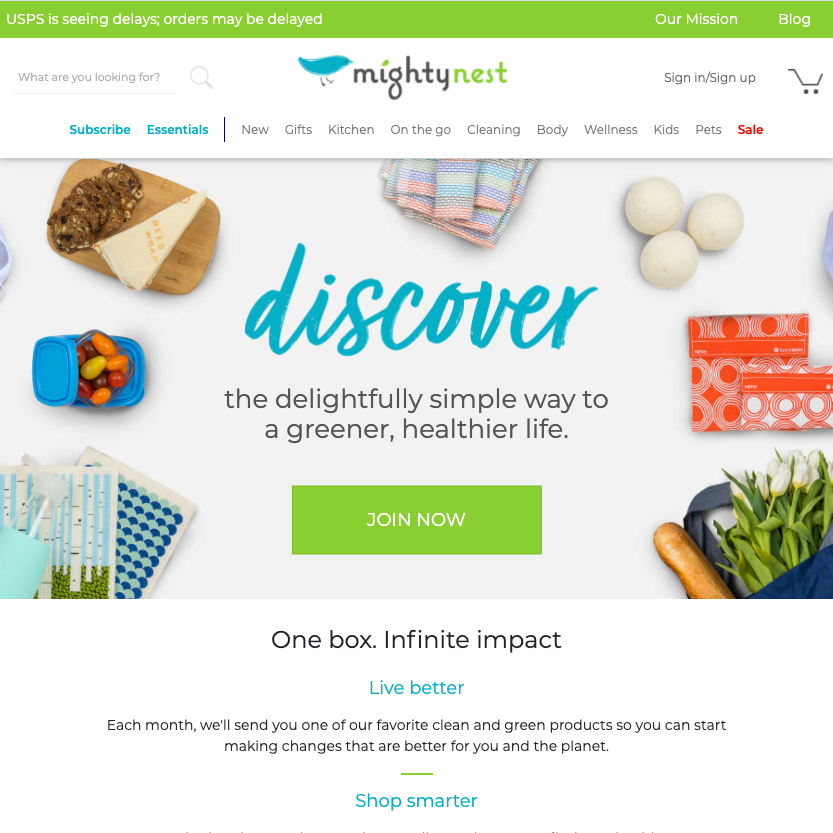 USPS is seeing delays; orders may be delayed
Our Mission
Blog
What are you looking for?
mightynest
Sign in/Sign up
Subscribe
Essentials
New
Gifts
Kitchen
On the go
Cleaning
Body
Wellness
Kids
Pets
Sale
BEES
WRAP
discover
the delightfully simple way to
a greener, healthier life.
JOIN NOW
One box. Infinite impact
Live better
Each month, we'll send you one of our favorite clean and green products so you can start
making changes that are better for you and the planet.
Shop smarter